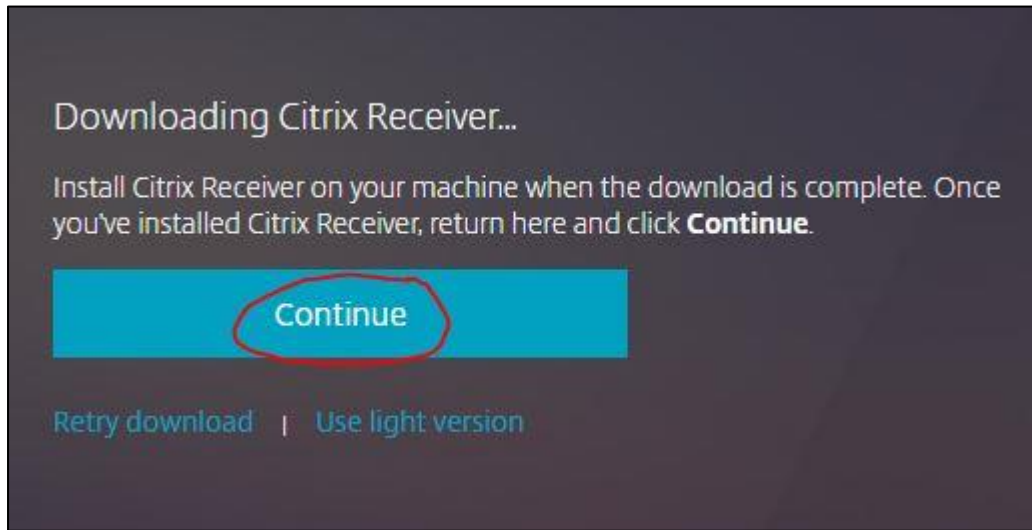 Downloading Citrix Receiver...
Install Citrix Receiver on your machine when the download is complete. Once
you've installed Citrix Receiver, return here and click Continue.
Continue
Retry download | Use light version